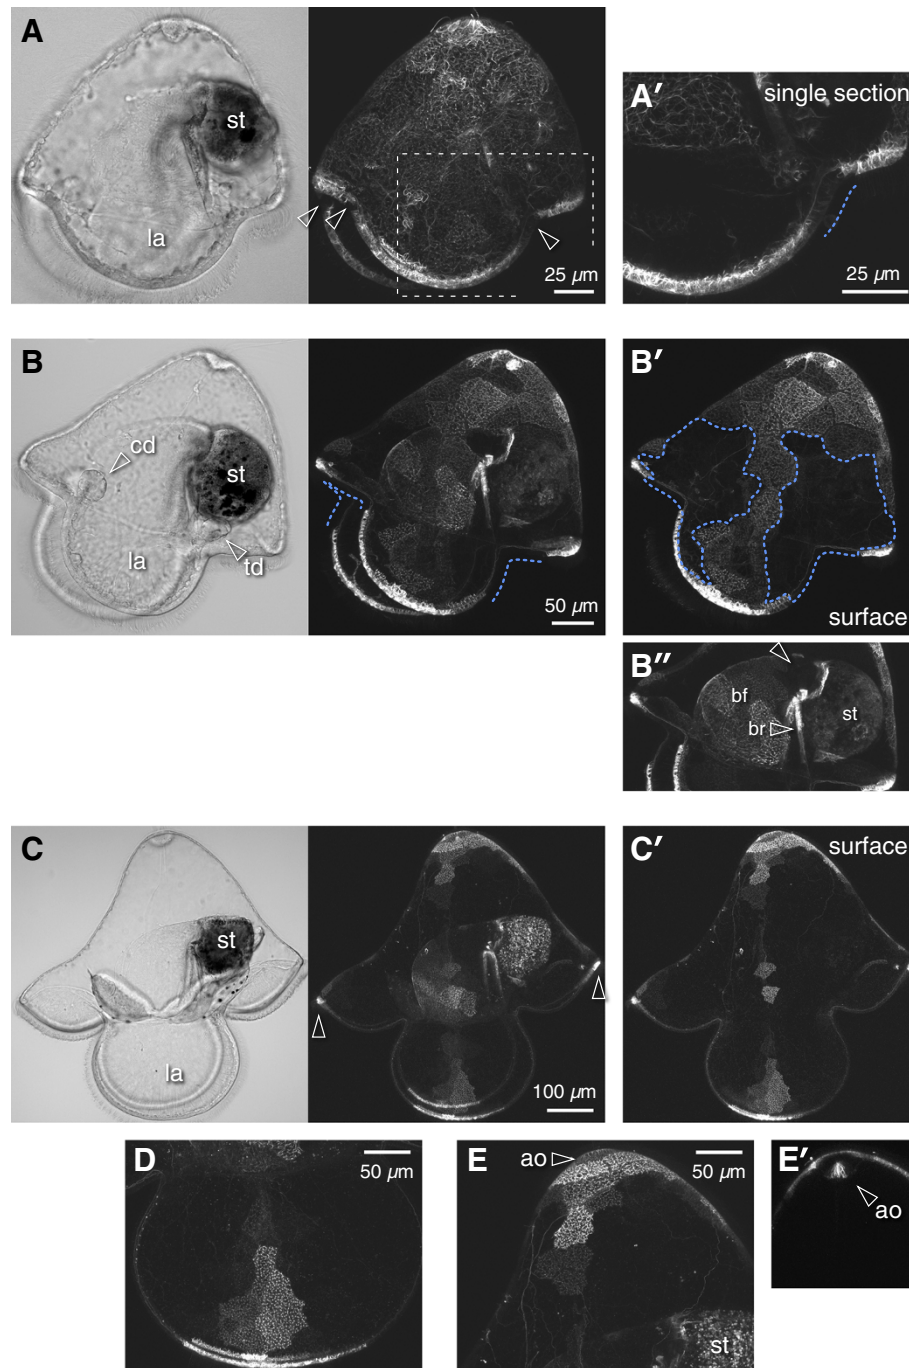 A
st
la
25 µm
A′
single section
25 µm
B
cd
st
la
td
50 µm
B′
surface
B″
bf
st
br
C
st
la
100 µm
C′
surface
D
50 µm
E
ao
50 µm
st
E′
ao